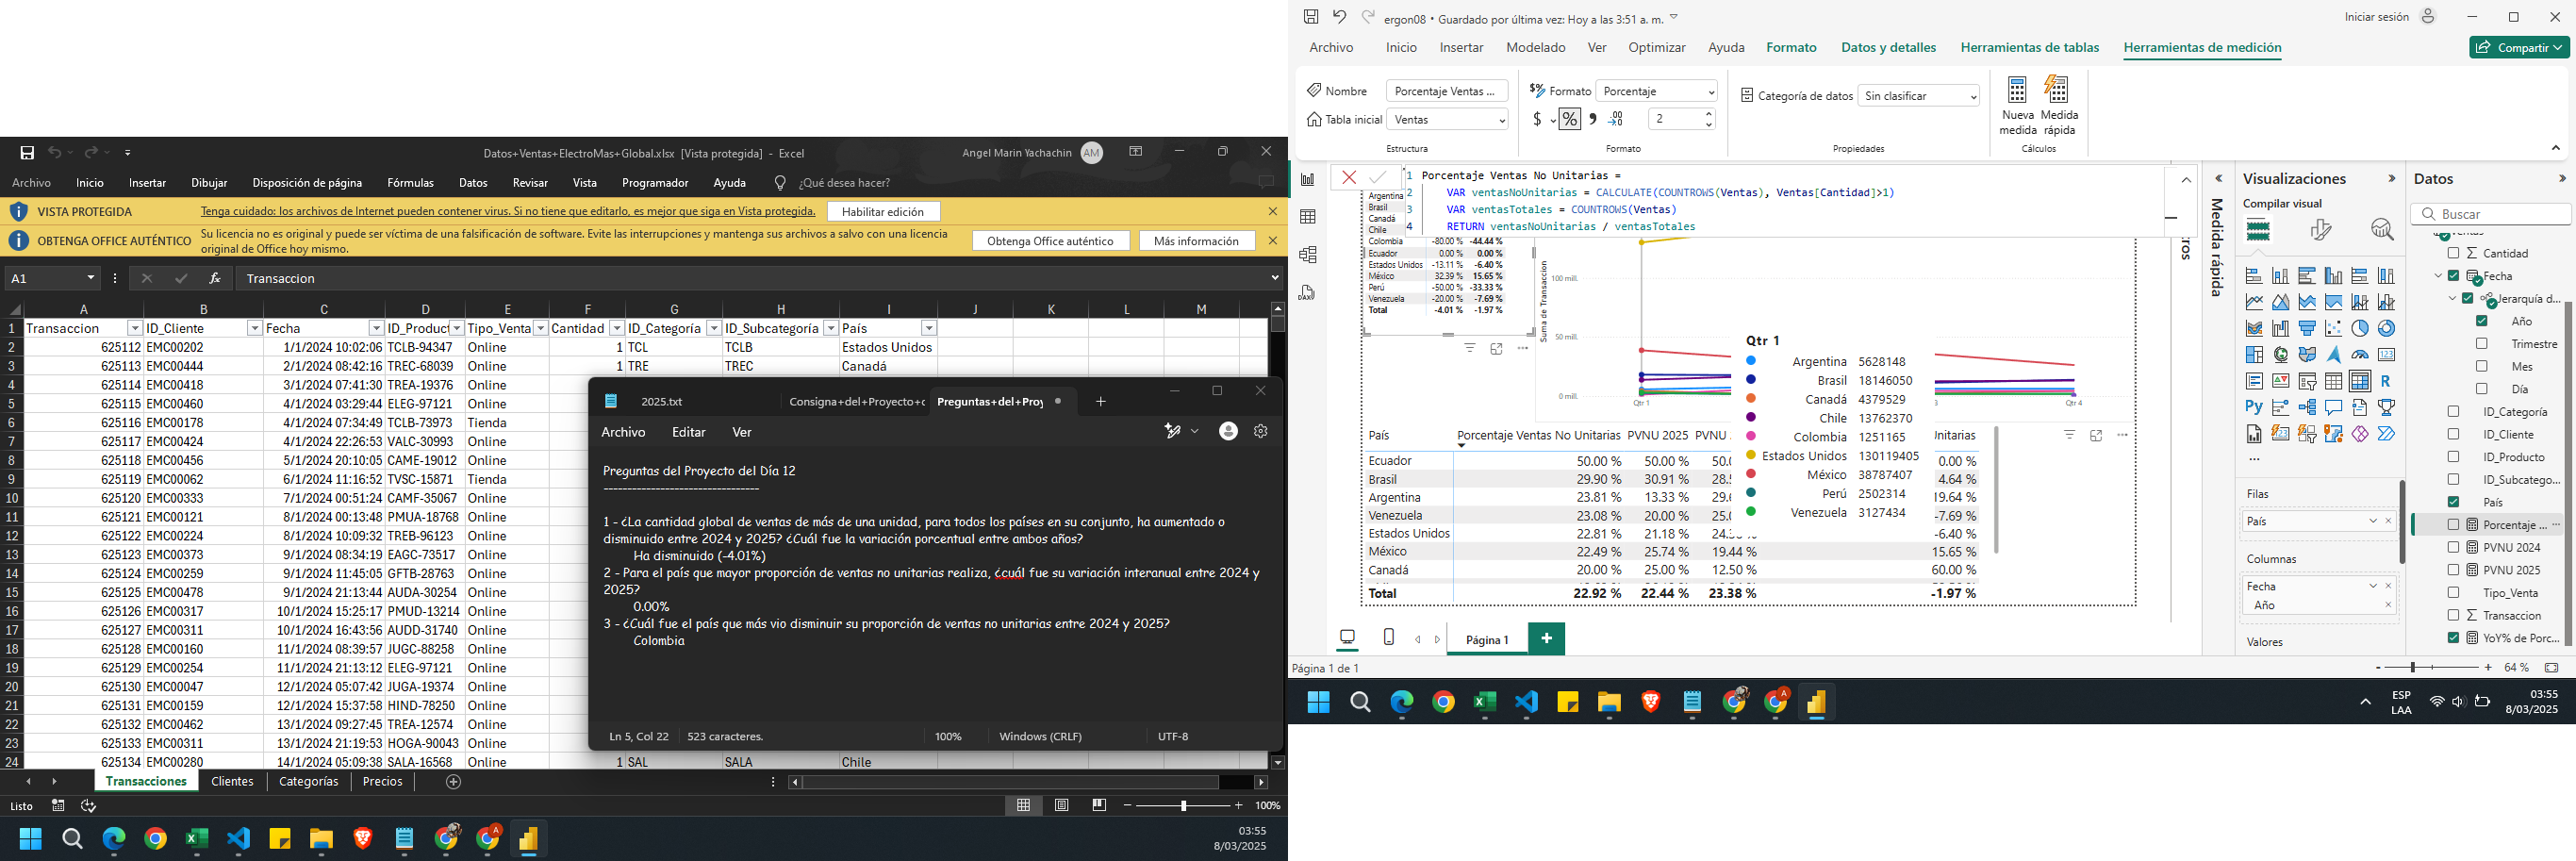 Datos+Ventas+ElectroMas+Global.xlsx [Vista protegida] - Excel
Angel Marin Yachachin
AM
Archivo Inicio Insertar Dibujar Disposición de página Fórmulas Datos Revisar Vista Programador Ayuda ¿Qué desea hacer?
VISTA PROTEGIDA Tenga cuidado: los archivos de Internet pueden contener virus. Si no tiene que editarlo, es mejor que siga en Vista protegida. Habilitar edición
OBTENGA OFFICE AUTÉNTICO Su licencia no es original y puede ser víctima de una falsificación de software. Evite las interrupciones y mantenga sus archivos a salvo con una licencia
original de Office hoy mismo.
Obtenga Office auténtico Más información
A1 fx Transaccion
A B C D E F G H I J K L M
1 Transaccion ID_Cliente Fecha ID_Product Tipo_Venta Cantidad ID_Categoría ID_Subcategoría País
2 625112 EMC00202 1/1/2024 10:02:06 TCLB-94347 Online 1 TCL TCLB Estados Unidos
3 625113 EMC00444 2/1/2024 08:42:16 TREC-68039 Online 1 TRE TREC Canadá
4 625114 EMC00418 3/1/2024 07:41:30 TREA-19376 Online
5 625115 EMC00460 4/1/2024 03:29:44 ELEG-97121 Online
6 625116 EMC00178 4/1/2024 07:34:49 TCLB-73973 Tienda
7 625117 EMC00424 4/1/2024 22:26:53 VALC-30993 Online
8 625118 EMC00456 5/1/2024 20:10:05 CAME-19012 Online
9 625119 EMC00062 6/1/2024 11:16:52 TVSC-15871 Tienda
10 625120 EMC00333 7/1/2024 00:51:24 CAMF-35067 Online
11 625121 EMC00121 8/1/2024 00:13:48 PMUA-18768 Online
12 625122 EMC00224 8/1/2024 10:09:32 TREB-96123 Online
13 625123 EMC00373 9/1/2024 08:34:19 EAGC-73517 Online
14 625124 EMC00259 9/1/2024 11:45:05 GFTB-28763 Online
15 625125 EMC00478 9/1/2024 21:13:44 AUDA-30254 Online
16 625126 EMC00317 10/1/2024 15:25:17 PMUD-13214 Online
17 625127 EMC00311 10/1/2024 16:43:56 AUDD-31740 Online
18 625128 EMC00160 11/1/2024 08:39:57 JUGC-88258 Online
19 625129 EMC00254 11/1/2024 21:13:12 ELEG-97121 Online
20 625130 EMC00047 12/1/2024 05:07:42 JUGA-19374 Online
21 625131 EMC00159 12/1/2024 15:37:58 HIND-78250 Online
22 625132 EMC00462 13/1/2024 09:27:45 TREA-12574 Online
23 625133 EMC00311 13/1/2024 21:19:53 HOGA-90043 Online
24 625134 EMC00280 14/1/2024 05:09:38 SALA-16568 Online 1 SAL SALA Chile
Transacciones Clientes Categorías Precios
Listo 100%
03:55
8/03/2025
2025.txt Consigna+del+Proyecto+c Preguntas+del+Proy
Archivo Editar Ver
Preguntas del Proyecto del Día 12
---------------------------------
1 - ¿La cantidad global de ventas de más de una unidad, para todos los países en su conjunto, ha aumentado o
disminuido entre 2024 y 2025? ¿Cuál fue la variación porcentual entre ambos años?
Ha disminuido (-4.01%)
2 - Para el país que mayor proporción de ventas no unitarias realiza, ¿cuál fue su variación interanual entre 2024 y
2025?
0.00%
3 - ¿Cuál fue el país que más vio disminuir su proporción de ventas no unitarias entre 2024 y 2025?
Colombia
Ln 5, Col 22 523 caracteres. 100% Windows (CRLF) UTF-8
ergon08 • Guardado por última vez: Hoy a las 3:51 a. m.
Iniciar sesión
Archivo Inicio Insertar Modelado Ver Optimizar Ayuda Formato Datos y detalles Herramientas de tablas Herramientas de medición Compartir
Nombre Porcentaje Ventas ...
Tabla inicial Ventas
Estructura
Formato Porcentaje
$ % 2
Formato
Categoría de datos Sin clasificar
Propiedades
Nueva medida
Medida rápida
Cálculos
1 Porcentaje Ventas No Unitarias =
2 VAR ventasNoUnitarias = CALCULATE(COUNTROWS(Ventas), Ventas[Cantidad]>1)
3 VAR ventasTotales = COUNTROWS(Ventas)
4 RETURN ventasNoUnitarias / ventasTotales
Argentina
Brasil
Canadá
Chile
Colombia -80.00 % -44.44 %
Ecuador 0.00 % 0.00 %
Estados Unidos -13.11 % -6.40 %
México 32.39 % 15.65 %
Perú -50.00 % -33.33 %
Venezuela -20.00 % -7.69 %
Total -4.01 % -1.97 %
Suma de Transaccion
100 mill.
50 mill.
0 mill.
Qtr 1
Qtr 4
Qtr 1
Argentina 5628148
Brasil 18146050
Canadá 4379529
Chile 13762370
Colombia 1251165
Estados Unidos 130119405
México 38787407
Perú 2502314
Venezuela 3127434
País Porcentaje Ventas No Unitarias PVNU 2025
Ecuador 50.00 % 50.00 % 0.00 %
Brasil 29.90 % 30.91 % 4.64 %
Argentina 23.81 % 13.33 %
Venezuela 23.08 % 20.00 % -7.69 %
Estados Unidos 22.81 % 21.18 % -6.40 %
México 22.49 % 25.74 % 19.44 % 15.65 %
Canadá 20.00 % 25.00 % 12.50 % 60.00 %
Total 22.92 % 22.44 % 23.38 % -1.97 %
Página 1
Página 1 de 1
64 %
Medida rápida
Visualizaciones
Compilar visual
Filas
País
Columnas
Fecha
Año
Valores
Datos
Buscar
Cantidad
Fecha
Jerarquía d...
Año
Trimestre
Mes
Día
ID_Categoría
ID_Cliente
ID_Producto
ID_Subcatego...
País
Porcentaje ...
PVNU 2024
PVNU 2025
Tipo_Venta
Transaccion
YoY% de Porc...
ESP
LAA
03:55
8/03/2025